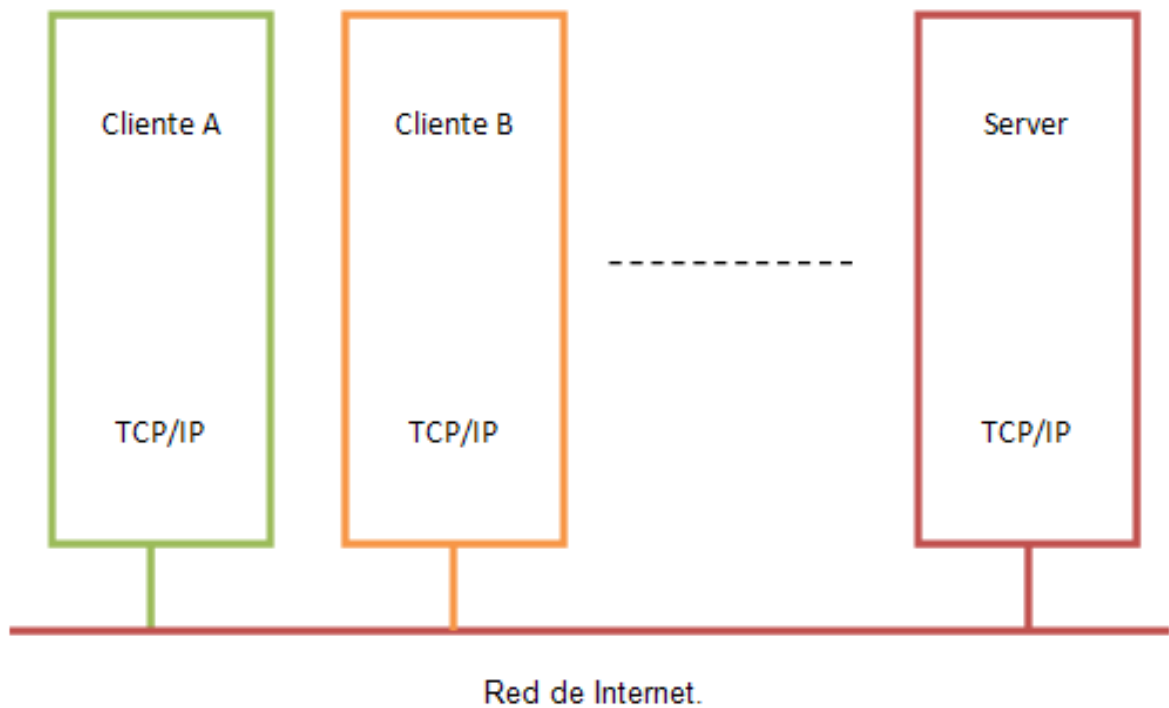 Cliente A
Cliente B
Server
TCP/IP
TCP/IP
TCP/IP
Red de Internet.